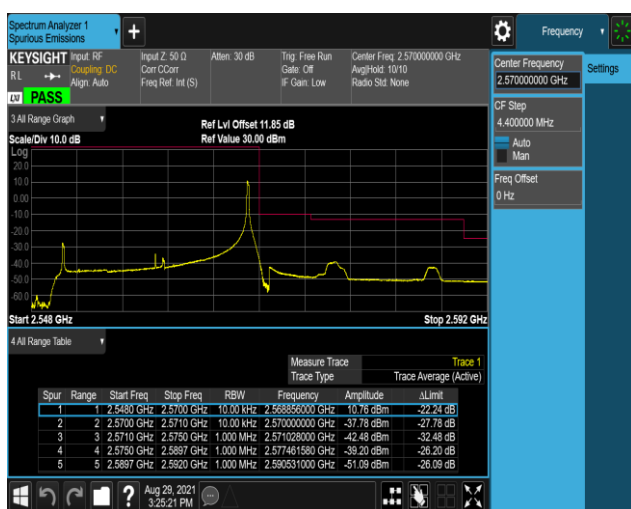 Spectrum Analyzer 1
Spurious Emissions
+
Frequency
KEYSIGHT Input: RF Input Z: 50 Ω Atten: 30 dB Trig: Free Run Center Freq: 2.570000000 GHz
RL Coupling: DC Corr CCorr Gate: Off Avg|Hold: 10/10
Align: Auto Freq Ref: Int (S) IF Gain: Low Radio Std: None
LXI PASS
Center Frequency
2.570000000 GHz
Settings
CF Step
4.400000 MHz
Auto
Man
Freq Offset
0 Hz
3 All Range Graph
Ref Lvl Offset 11.85 dB
Scale/Div 10.0 dB Ref Value 30.00 dBm
Log
20.0
10.0
0.00
-10.0
-20.0
-30.0
-40.0
-50.0
-60.0
Start 2.548 GHz Stop 2.592 GHz
4 All Range Table
Measure Trace Trace 1
Trace Type Trace Average (Active)
Spur Range Start Freq Stop Freq RBW Frequency Amplitude ΔLimit
1 1 2.5480 GHz 2.5700 GHz 10.00 kHz 2.568856000 GHz 10.76 dBm -22.24 dB
2 2 2.5700 GHz 2.5710 GHz 10.00 kHz 2.570000000 GHz -37.78 dBm -27.78 dB
3 3 2.5710 GHz 2.5750 GHz 1.000 MHz 2.571028000 GHz -42.48 dBm -32.48 dB
4 4 2.5750 GHz 2.5897 GHz 1.000 MHz 2.577461580 GHz -39.20 dBm -26.20 dB
5 5 2.5897 GHz 2.5920 GHz 1.000 MHz 2.590531000 GHz -51.09 dBm -26.09 dB
?
Aug 29, 2021
3:25:21 PM